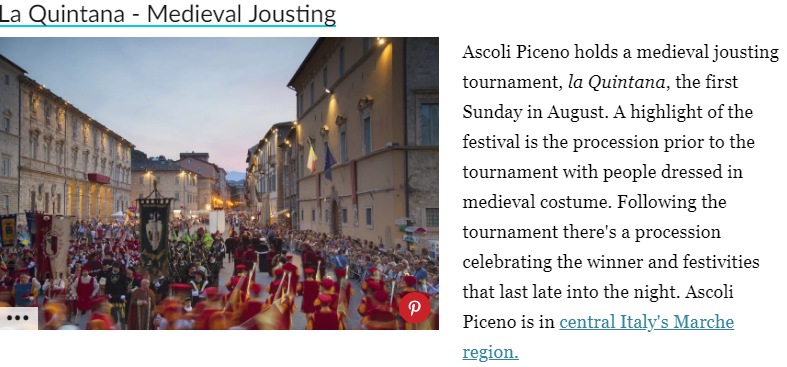 La Quintana - Medieval Jousting
Ascoli Piceno holds a medieval jousting
tournament, la Quintana, the first
Sunday in August. A highlight of the
festival is the procession prior to the
tournament with people dressed in
medieval costume. Following the
tournament there's a procession
celebrating the winner and festivities
that last late into the night. Ascoli
Piceno is in central Italy's Marche
region.